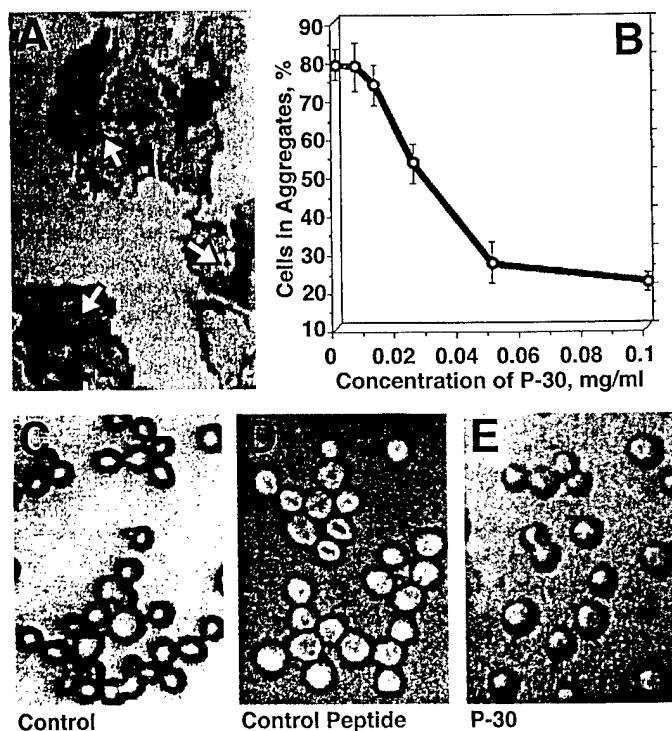 A
B
Cells in Aggregates, %
90
80
70
60
50
40
30
20
10
0 0.02 0.04 0.06 0.08 0.1
Concentration of P-30, mg/ml
C
D
E
Control
Control Peptide
P-30